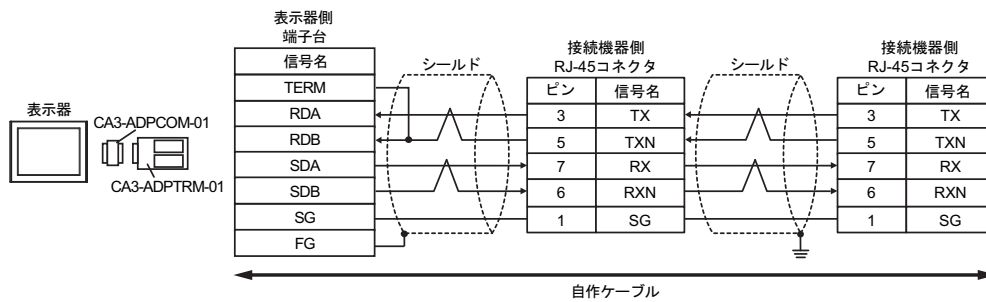 表示器
CA3-ADPCOM-01
CA3-ADPTRM-01
表示器側
端子台
信号名
TERM
RDA
RDB
SDA
SDB
SG
FG
シールド
接続機器側
RJ-45コネクタ
ピン 信号名
3 TX
5 TXN
7 RX
6 RXN
1 SG
シールド
接続機器側
RJ-45コネクタ
ピン 信号名
3 TX
5 TXN
7 RX
6 RXN
1 SG
自作ケーブル